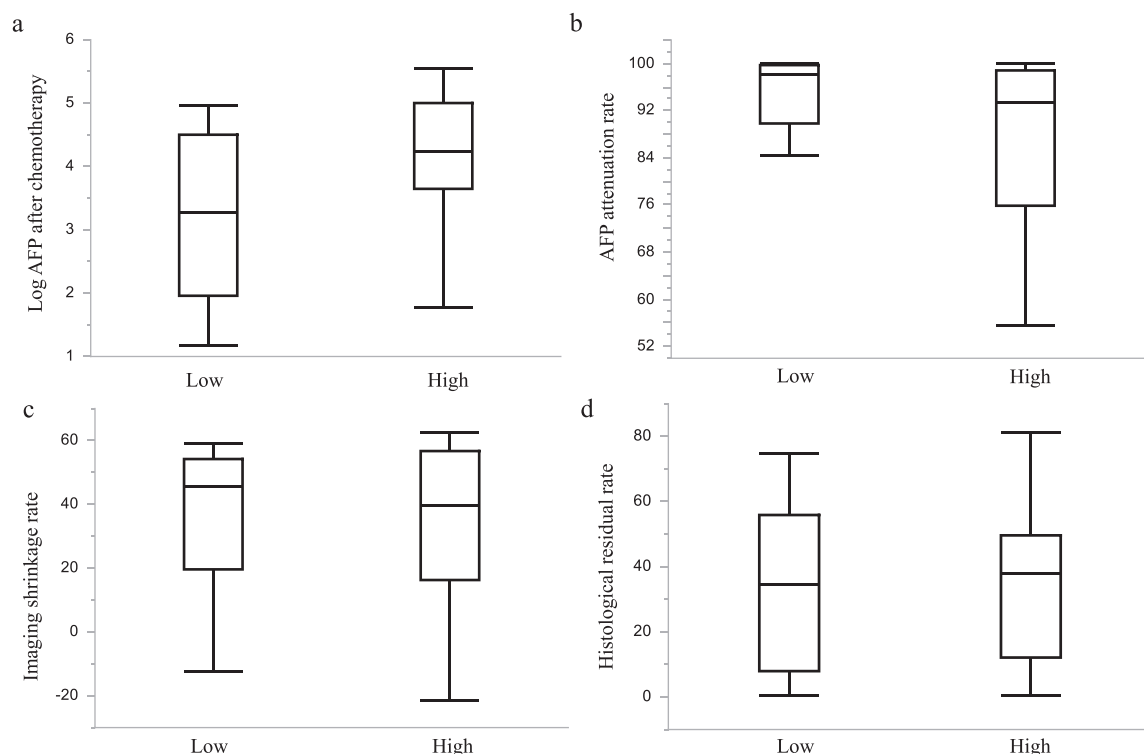 a
Log AFP after chemotherapy
6
5
4
3
2
1
Low
High
b
AFP attenuation rate
100
92
84
76
68
60
52
Low
High
c
Imaging shrinkage rate
60
40
20
0
-20
Low
High
d
Histological residual rate
80
60
40
20
0
Low
High